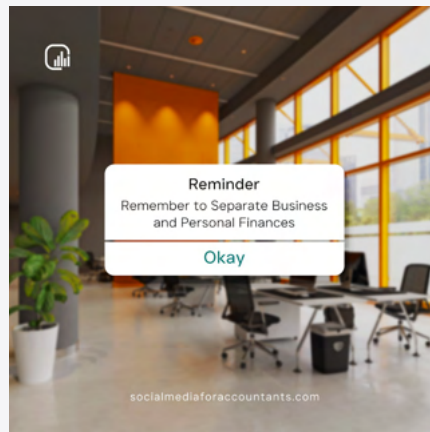 Reminder
Remember to Separate Business
and Personal Finances
Okay
socialmediaforaccountants.com